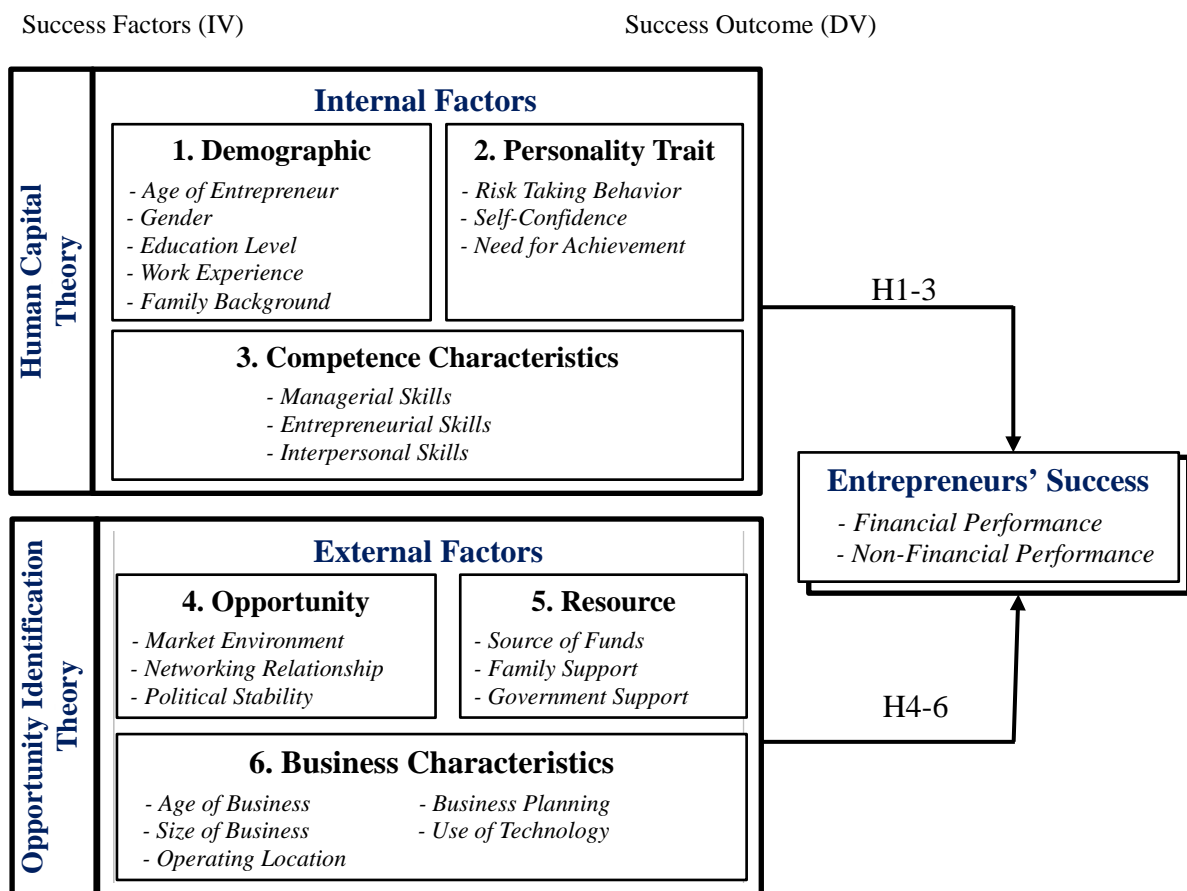 Success Factors (IV)
Success Outcome (DV)
Human Capital
Theory
Internal Factors
1. Demographic
- Age of Entrepreneur
- Gender
- Education Level
- Work Experience
- Family Background
2. Personality Trait
- Risk Taking Behavior
- Self-Confidence
- Need for Achievement
3. Competence Characteristics
- Managerial Skills
- Entrepreneurial Skills
- Interpersonal Skills
H1-3
Entrepreneurs’ Success
- Financial Performance
- Non-Financial Performance
Opportunity Identification
Theory
External Factors
4. Opportunity
- Market Environment
- Networking Relationship
- Political Stability
5. Resource
- Source of Funds
- Family Support
- Government Support
H4-6
6. Business Characteristics
- Age of Business
- Size of Business
- Operating Location
- Business Planning
- Use of Technology